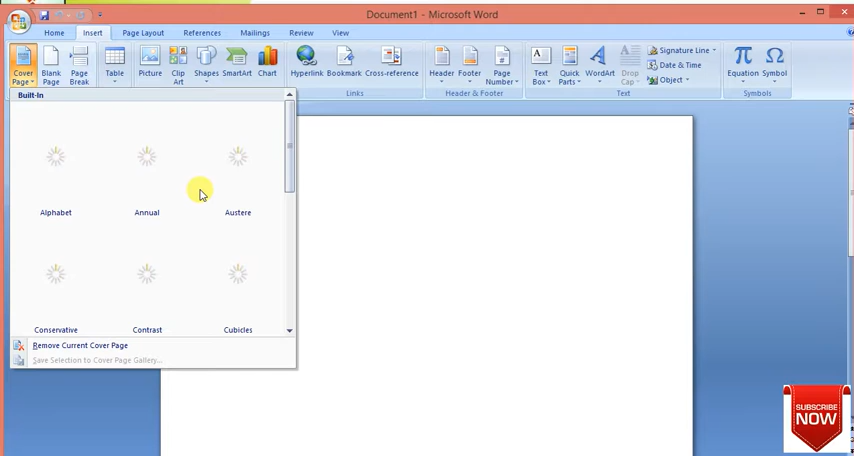 Document1 - Microsoft Word
Home Insert Page Layout References Mailings Review View
Cover Page Blank Page Page Break Table Picture Clip Art Shapes SmartArt Chart Hyperlink Bookmark Cross-reference Header Footer Page Number Text Box Quick Parts WordArt Drop Cap Signature Line Date & Time Object Equation Symbol
Links Header & Footer Text Symbols
Built-In
Alphabet Annual Austere
Conservative Contrast Cubicles
Remove Current Cover Page
Save Selection to Cover Page Gallery...
SUBSCRIBE
NOW